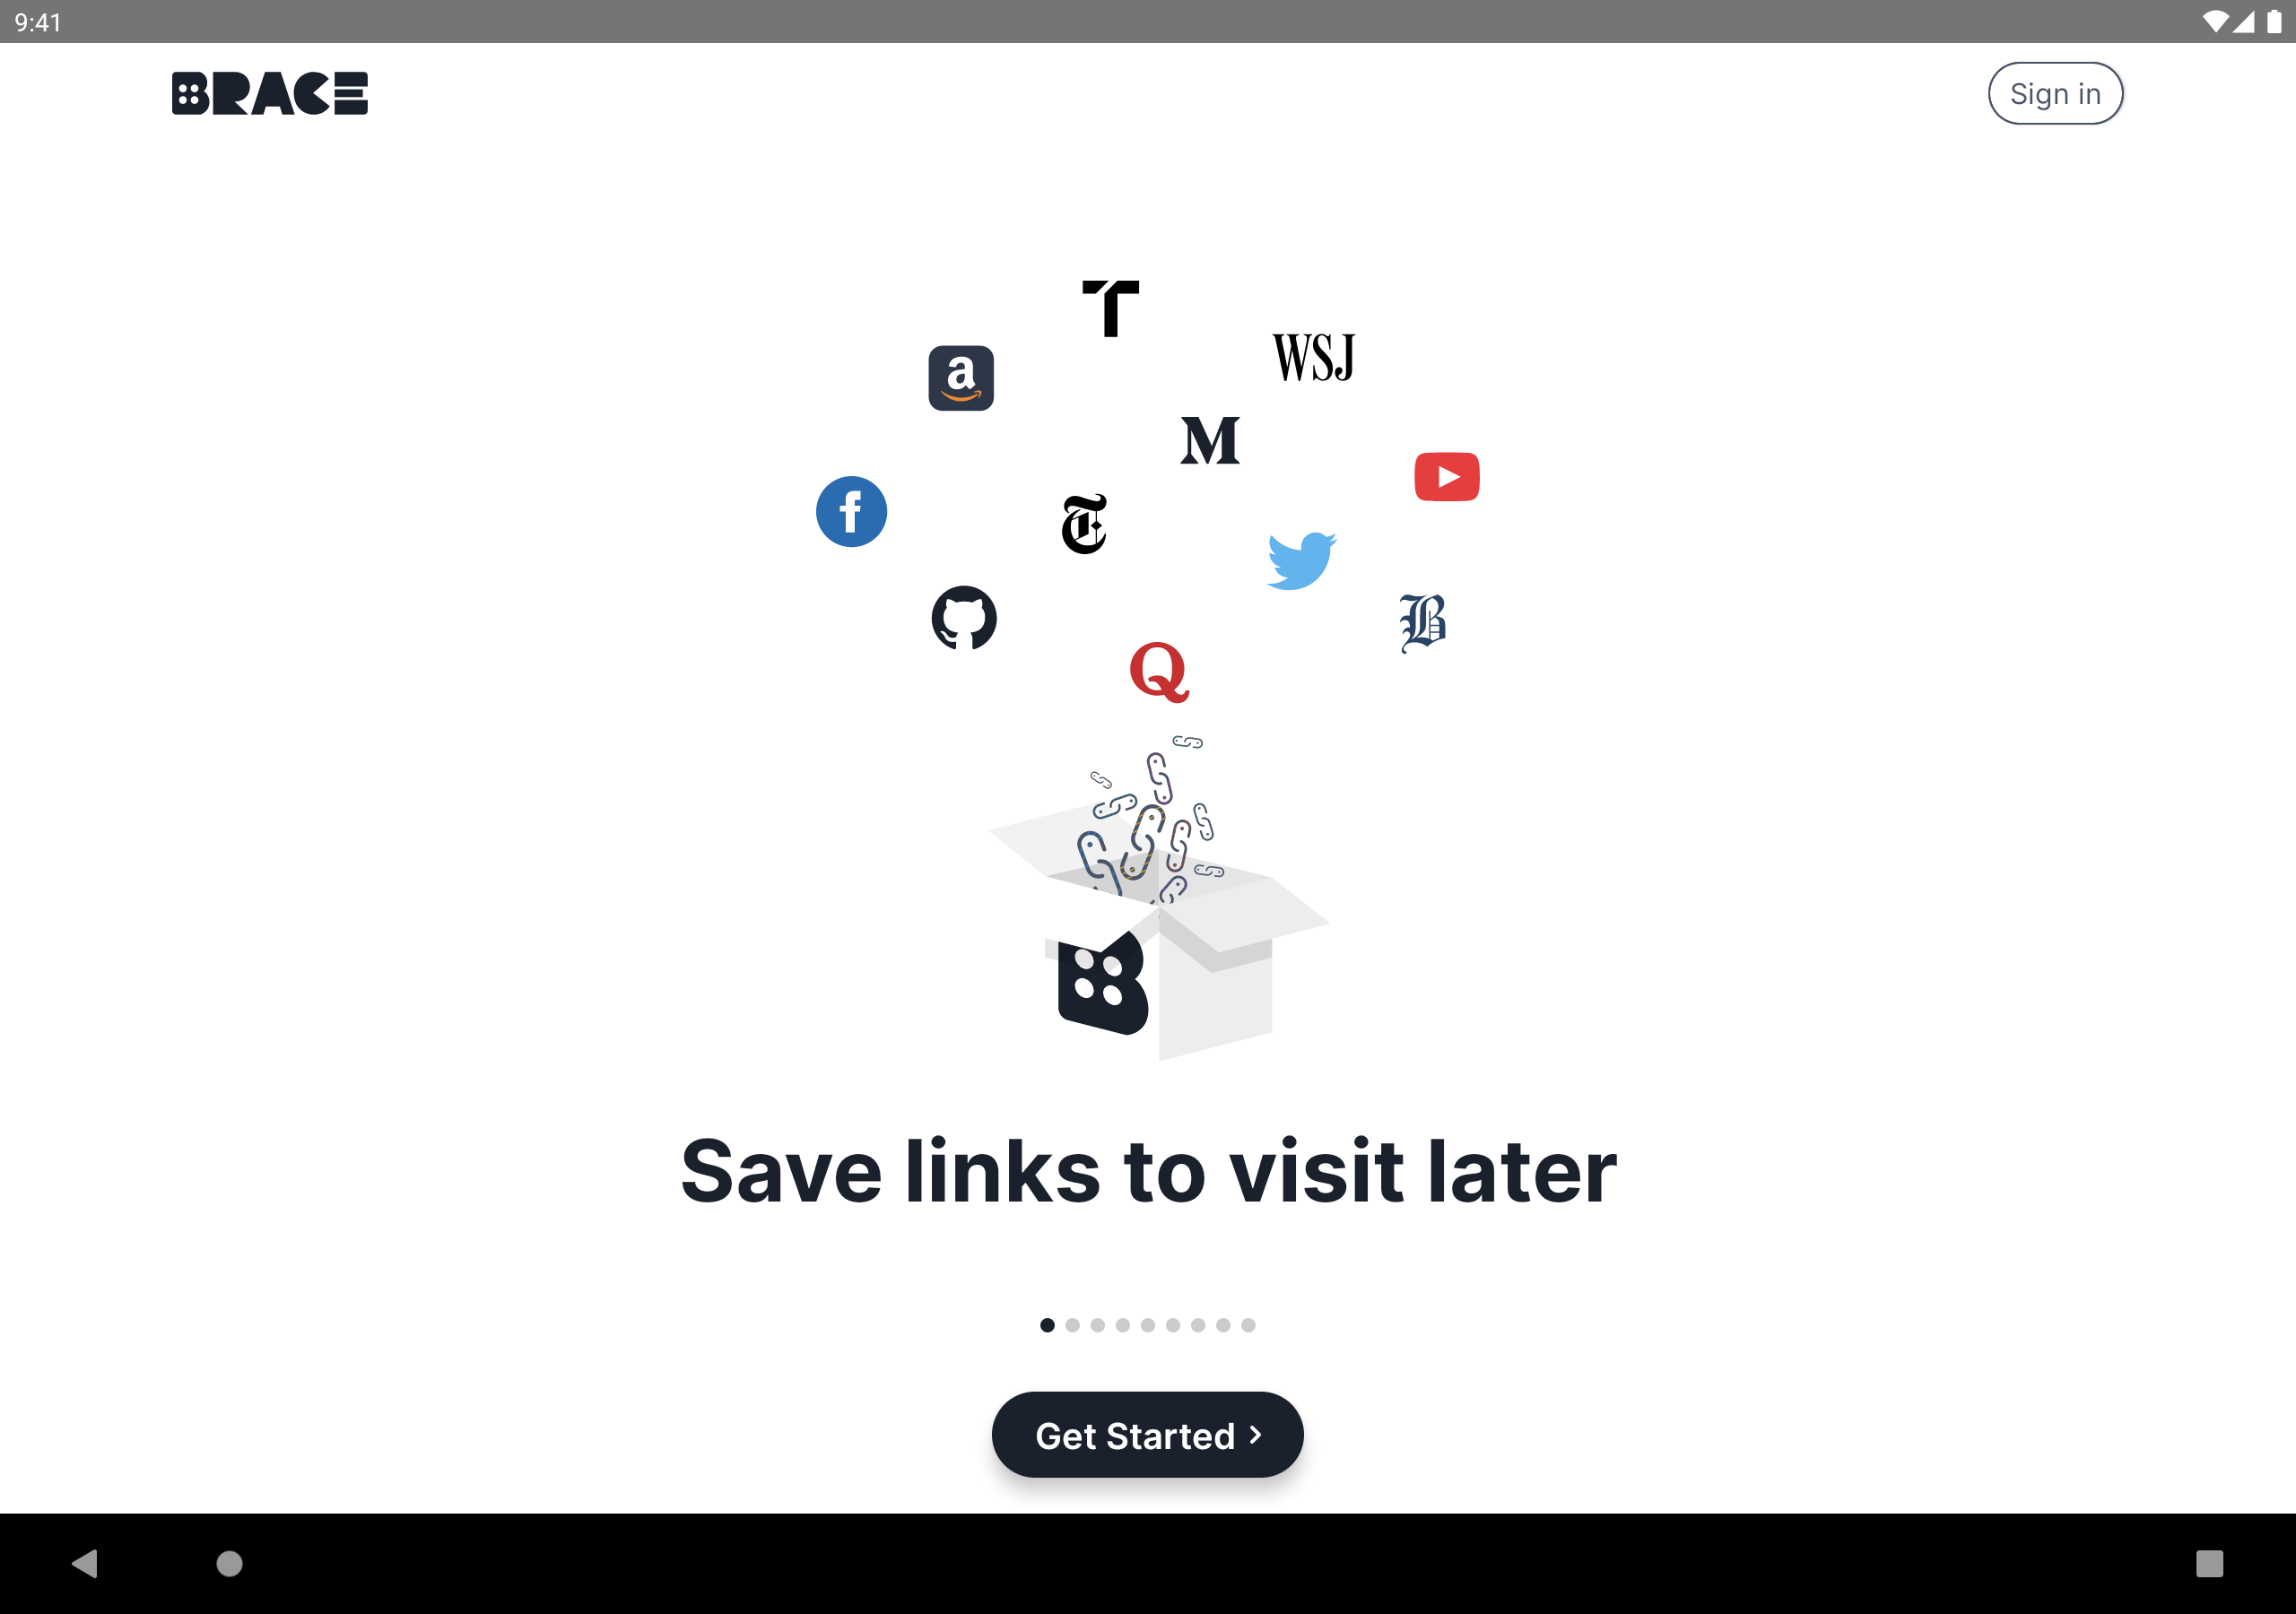 9:41
BRACE
Sign in
T
a
WSJ
M
f
T
B
Q
B
Save links to visit later
Get Started